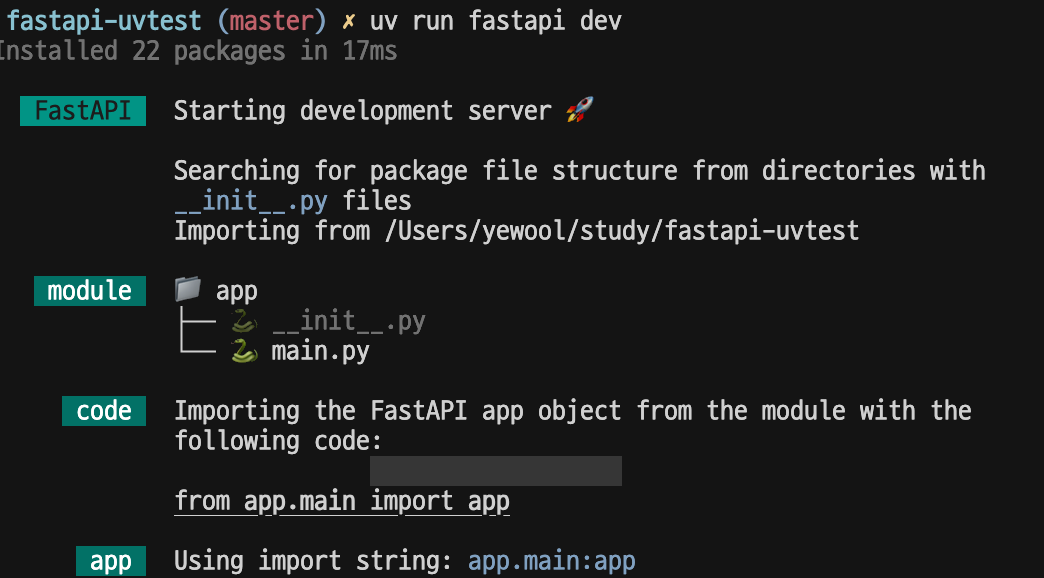 fastapi-uvtest (master) ✗ uv run fastapi dev
Installed 22 packages in 17ms
FastAPI Starting development server 🚀
Searching for package file structure from directories with
__init__.py files
Importing from /Users/yewool/study/fastapi-uvtest
module 📁 app
├── 🐍 __init__.py
└── 🐍 main.py
code Importing the FastAPI app object from the module with the
following code:
from app.main import app
app Using import string: app.main:app